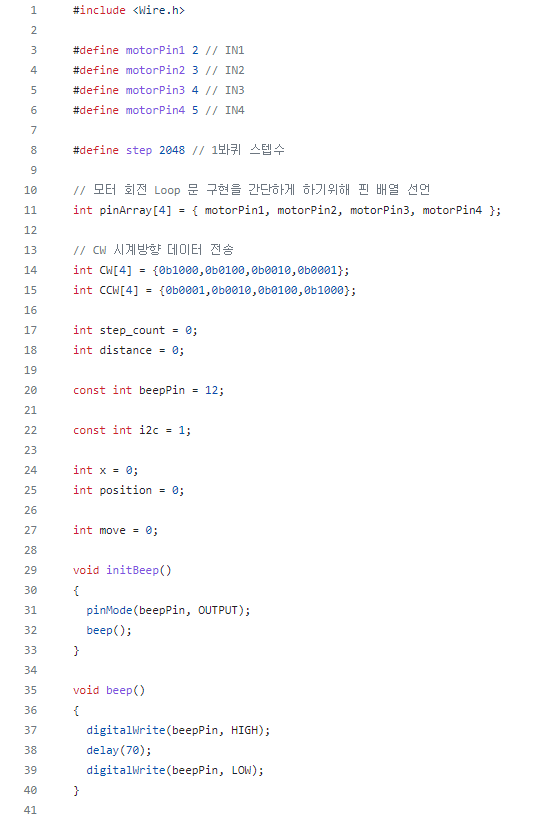 1 #include <Wire.h>
2
3 #define motorPin1 2 // IN1
4 #define motorPin2 3 // IN2
5 #define motorPin3 4 // IN3
6 #define motorPin4 5 // IN4
7
8 #define step 2048 // 1봐퀴 스텝수
9
10 // 모터 회전 Loop 문 구현을 간단하게 하기위해 핀 배열 선언
11 int pinArray[4] = { motorPin1, motorPin2, motorPin3, motorPin4 };
12
13 // CW 시계방향 데이터 전송
14 int CW[4] = {0b1000,0b0100,0b0010,0b0001};
15 int CCW[4] = {0b0001,0b0010,0b0100,0b1000};
16
17 int step_count = 0;
18 int distance = 0;
19
20 const int beepPin = 12;
21
22 const int i2c = 1;
23
24 int x = 0;
25 int position = 0;
26
27 int move = 0;
28
29 void initBeep()
30 {
31   pinMode(beepPin, OUTPUT);
32   beep();
33 }
34
35 void beep()
36 {
37   digitalWrite(beepPin, HIGH);
38   delay(70);
39   digitalWrite(beepPin, LOW);
40 }
41